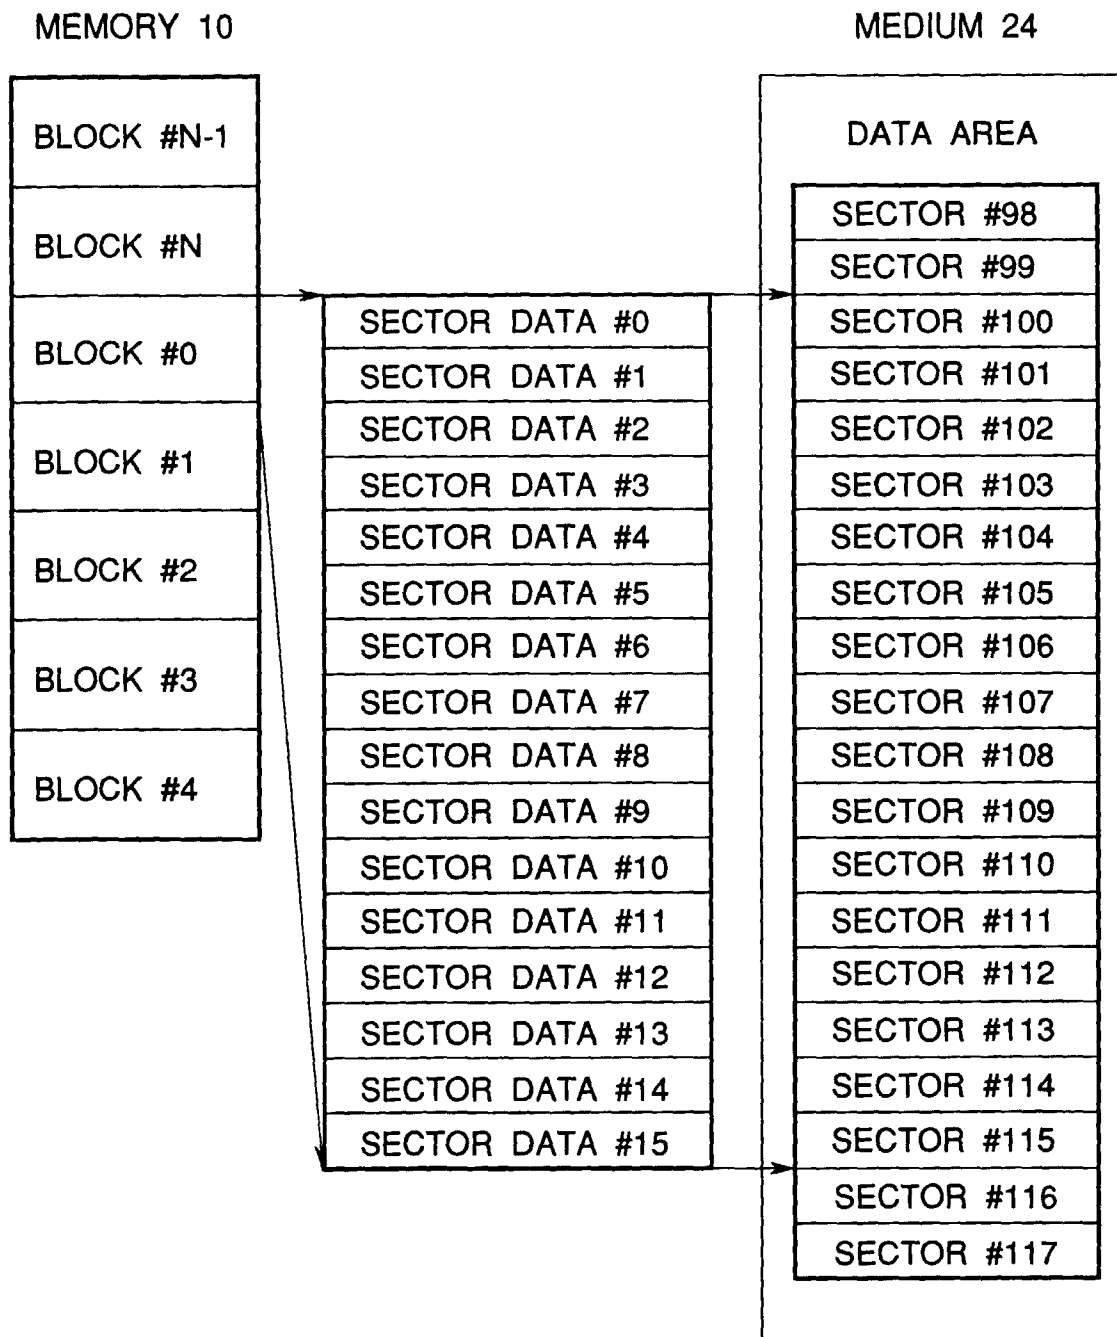 MEMORY 10
BLOCK #N-1
BLOCK #N
BLOCK #0
BLOCK #1
BLOCK #2
BLOCK #3
BLOCK #4
SECTOR DATA #0
SECTOR DATA #1
SECTOR DATA #2
SECTOR DATA #3
SECTOR DATA #4
SECTOR DATA #5
SECTOR DATA #6
SECTOR DATA #7
SECTOR DATA #8
SECTOR DATA #9
SECTOR DATA #10
SECTOR DATA #11
SECTOR DATA #12
SECTOR DATA #13
SECTOR DATA #14
SECTOR DATA #15
MEDIUM 24
DATA AREA
SECTOR #98
SECTOR #99
SECTOR #100
SECTOR #101
SECTOR #102
SECTOR #103
SECTOR #104
SECTOR #105
SECTOR #106
SECTOR #107
SECTOR #108
SECTOR #109
SECTOR #110
SECTOR #111
SECTOR #112
SECTOR #113
SECTOR #114
SECTOR #115
SECTOR #116
SECTOR #117